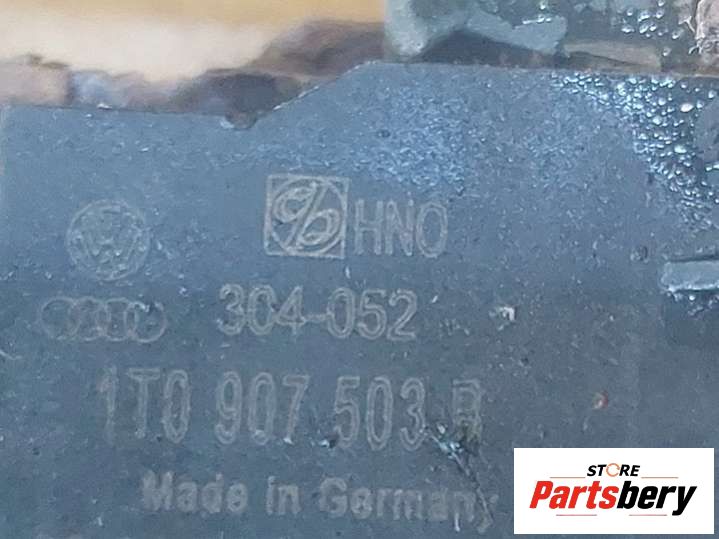 HNO
304-052
1T0 907 503 B
Made in Germany
STORE
Partsbery